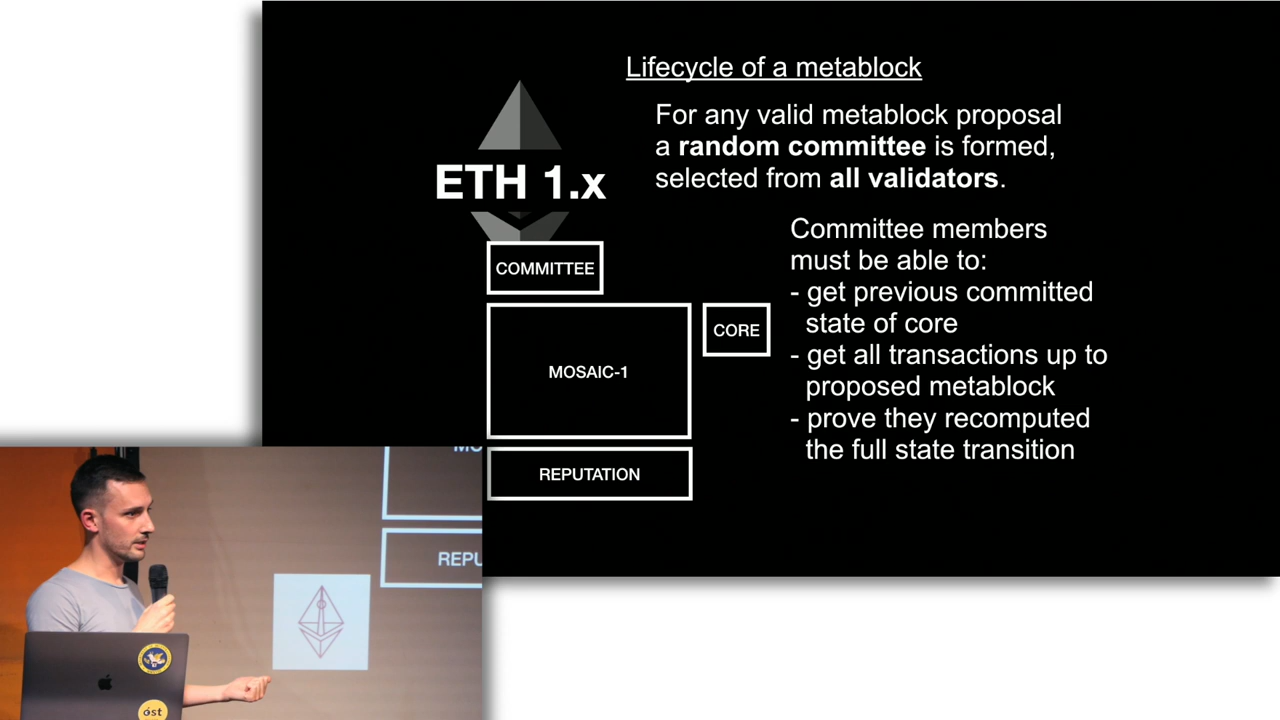 Lifecycle of a metablock
For any valid metablock proposal
a random committee is formed,
selected from all validators.
ETH 1.x
Committee members
must be able to:
- get previous committed
state of core
- get all transactions up to
proposed metablock
- prove they recomputed
the full state transition
COMMITTEE
CORE
MOSAIC-1
REPUTATION
MO
REPU
ost